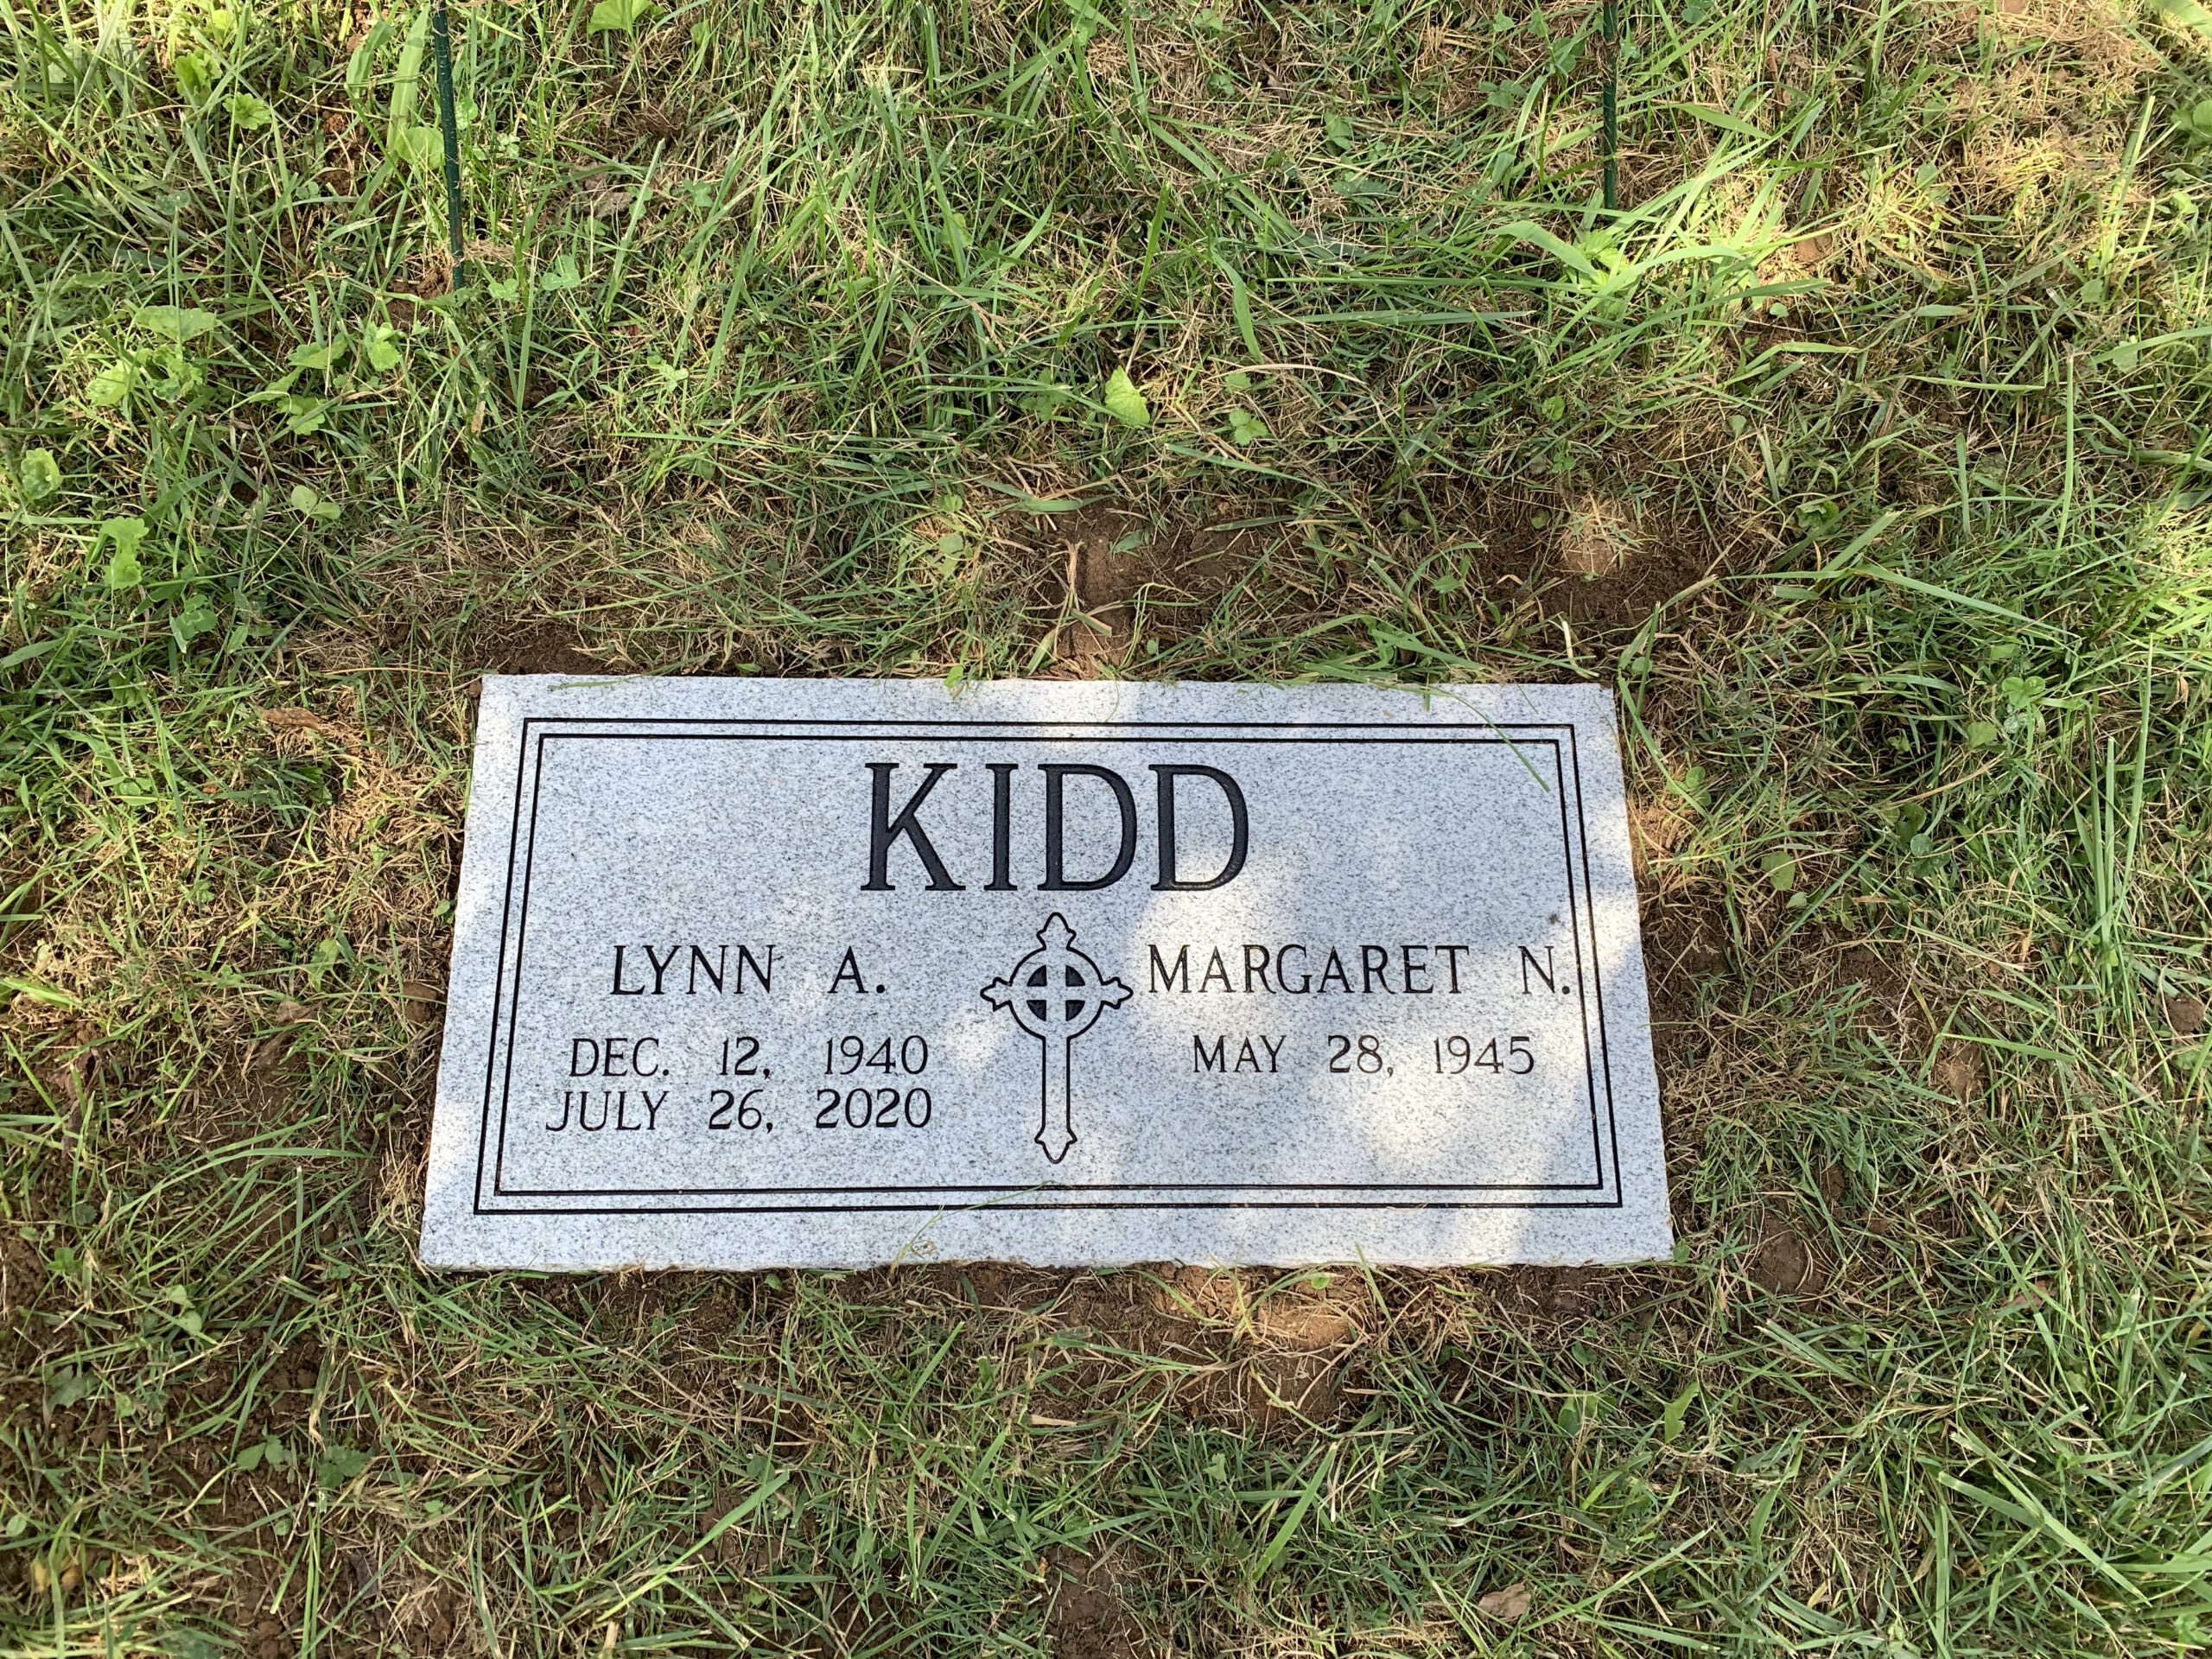 KIDD
LYNN A.
DEC. 12, 1940
JULY 26, 2020
MARGARET N.
MAY 28, 1945